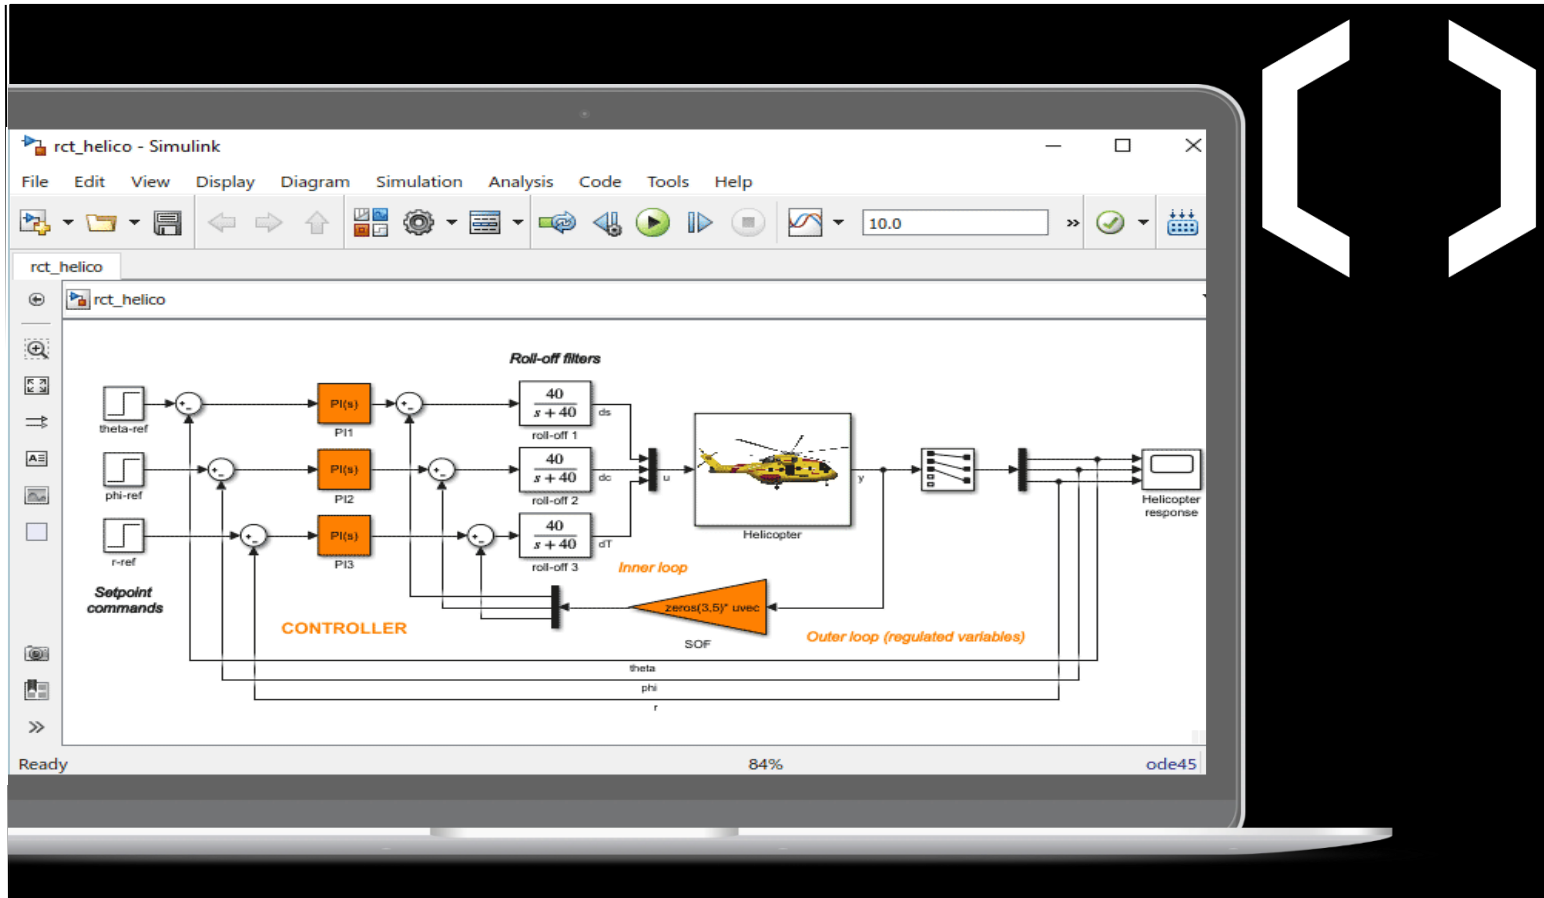 rct_helico - Simulink
File Edit View Display Diagram Simulation Analysis Code Tools Help
10.0
rct_helico
rct_helico
Roll-off filters
theta-ref
PI(s)
PI1
40
s + 40
roll-off 1
ds
phi-ref
PI(s)
PI2
40
s + 40
roll-off 2
dc
u
Helicopter
y
Helicopter
response
r-ref
PI(s)
PI3
40
s + 40
roll-off 3
dT
Inner loop
Setpoint
commands
CONTROLLER
zeros(3,5)* uvec
SOF
Outer loop (regulated variables)
theta
phi
r
Ready 84% ode45